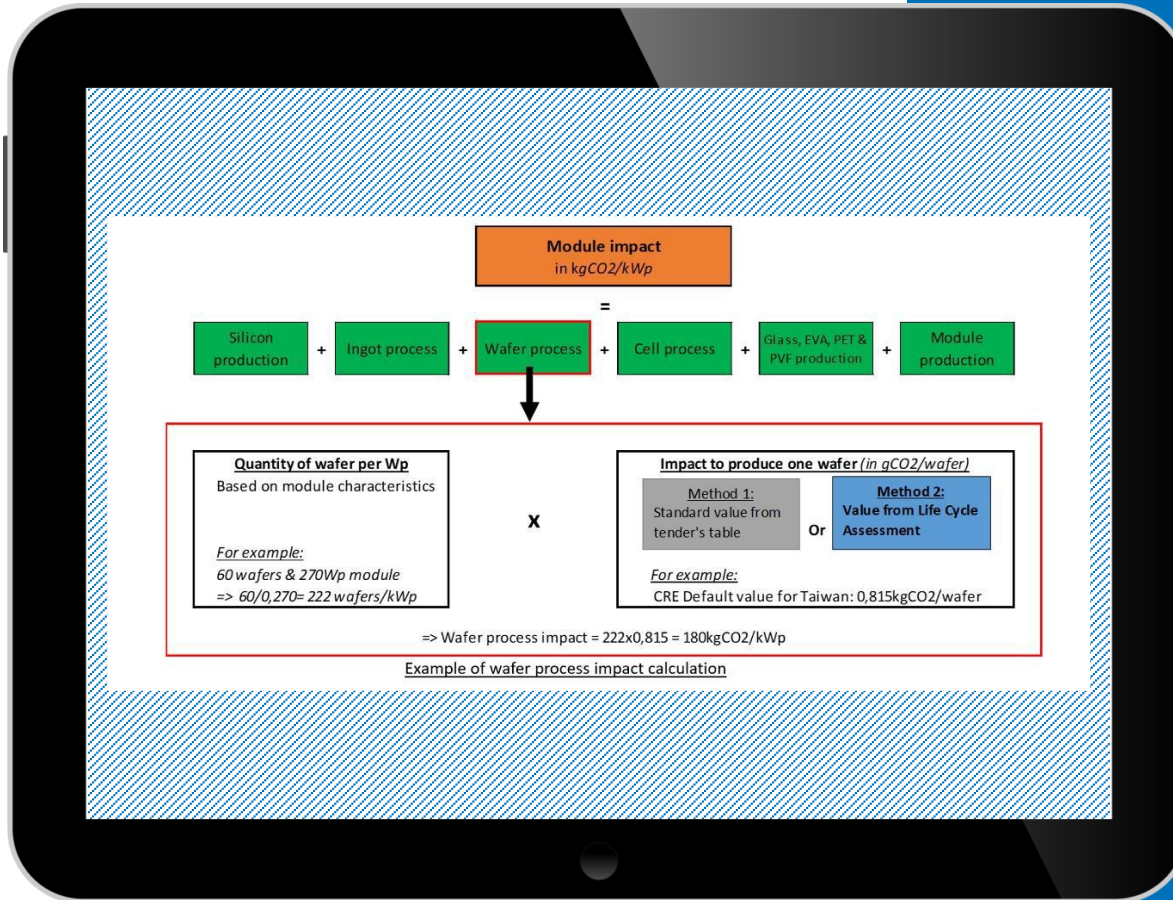 Module impact
in kgCO2/kWp
=
Silicon production + Ingot process + Wafer process + Cell process + Glass, EVA, PET & PVF production + Module production
Quantity of wafer per Wp
Based on module characteristics
For example:
60 wafers & 270Wp module
=> 60/0,270= 222 wafers/kWp
X
Impact to produce one wafer (in gCO2/wafer)
Method 1:
Standard value from
tender's table
Or
Method 2:
Value from Life Cycle
Assessment
For example:
CRE Default value for Taiwan: 0,815kgCO2/wafer
=> Wafer process impact = 222x0,815 = 180kgCO2/kWp
Example of wafer process impact calculation